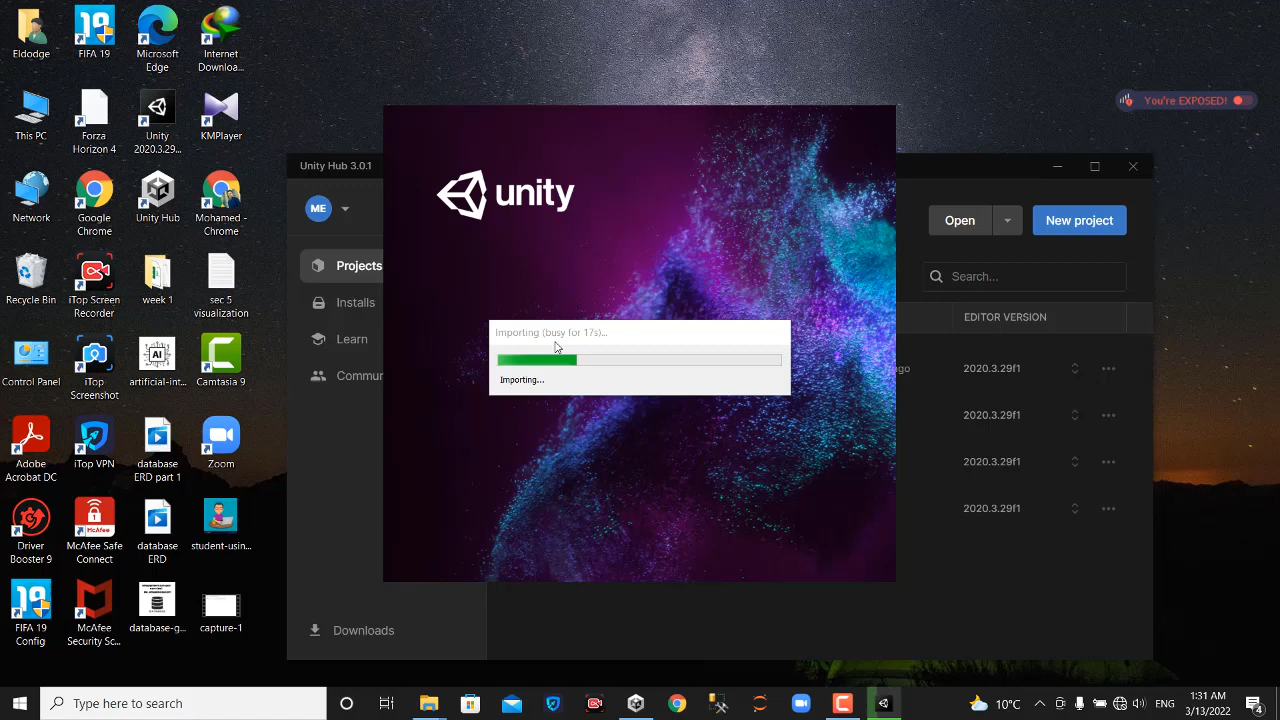 Eldodge
FIFA 19
Microsoft
Edge
Internet
Downloa...
This PC
Forza
Horizon 4
Unity
2020.3.29...
KMPlayer
Network
Google
Chrome
Unity Hub
Mohamed -
Chrome
Recycle Bin
iTop Screen
week 1
sec 5
visualization
Control Panel
iTop
AI
artificial-int...
Camtasia 9
Adobe
Acrobat DC
iTop VPN
database
ERD part 1
Zoom
Driver
Booster 9
McAfee
McAfee Safe
Connect
database
ERD
student-usin...
FIFA 19
Config
McAfee
Security Sc...
database-g...
capture-1
You're EXPOSED!
Unity Hub 3.0.1
ME
Open
New project
Projects
Search...
Installs
EDITOR VERSION
Learn
Commun
ago
2020.3.29f1
2020.3.29f1
2020.3.29f1
2020.3.29f1
Downloads
unity
Importing (busy for 17s)...
Importing...
Type here to search
10°C
1:31 AM
3/13/2022
4